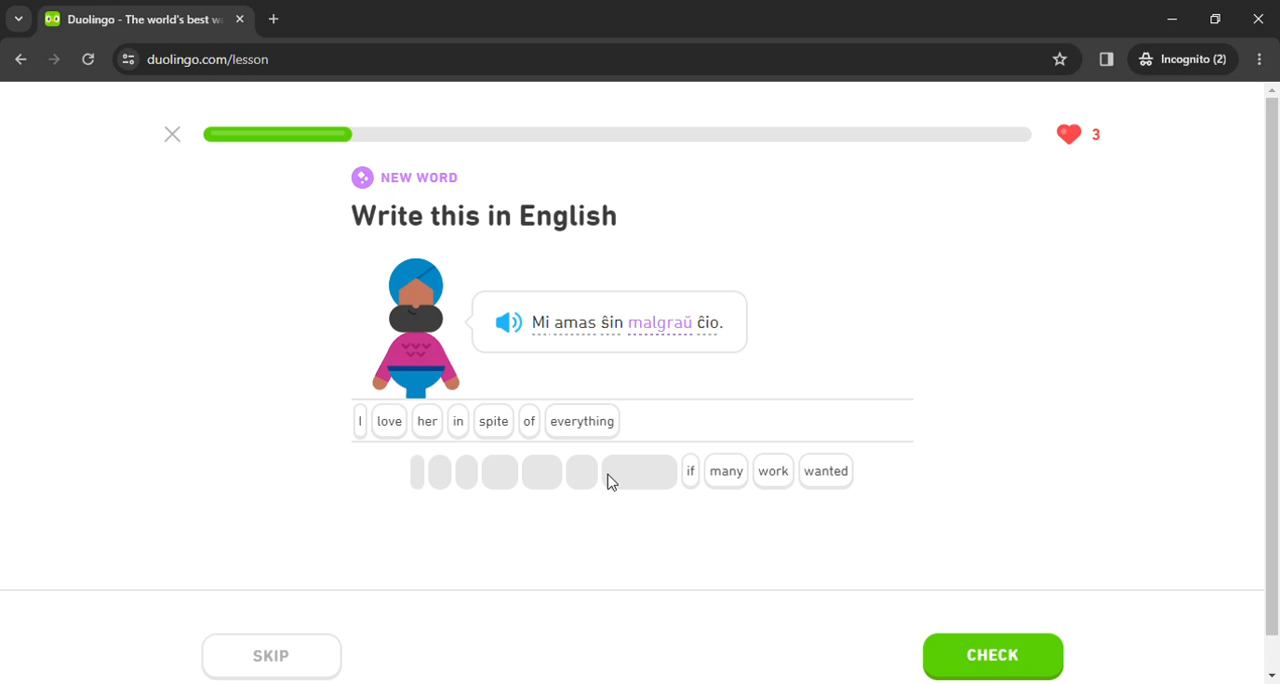 Duolingo - The world's best w
duolingo.com/lesson
Incognito (2)
3
NEW WORD
Write this in English
Mi amas ŝin malgraŭ ĉio.
I love her in spite of everything
if many work wanted
SKIP
CHECK